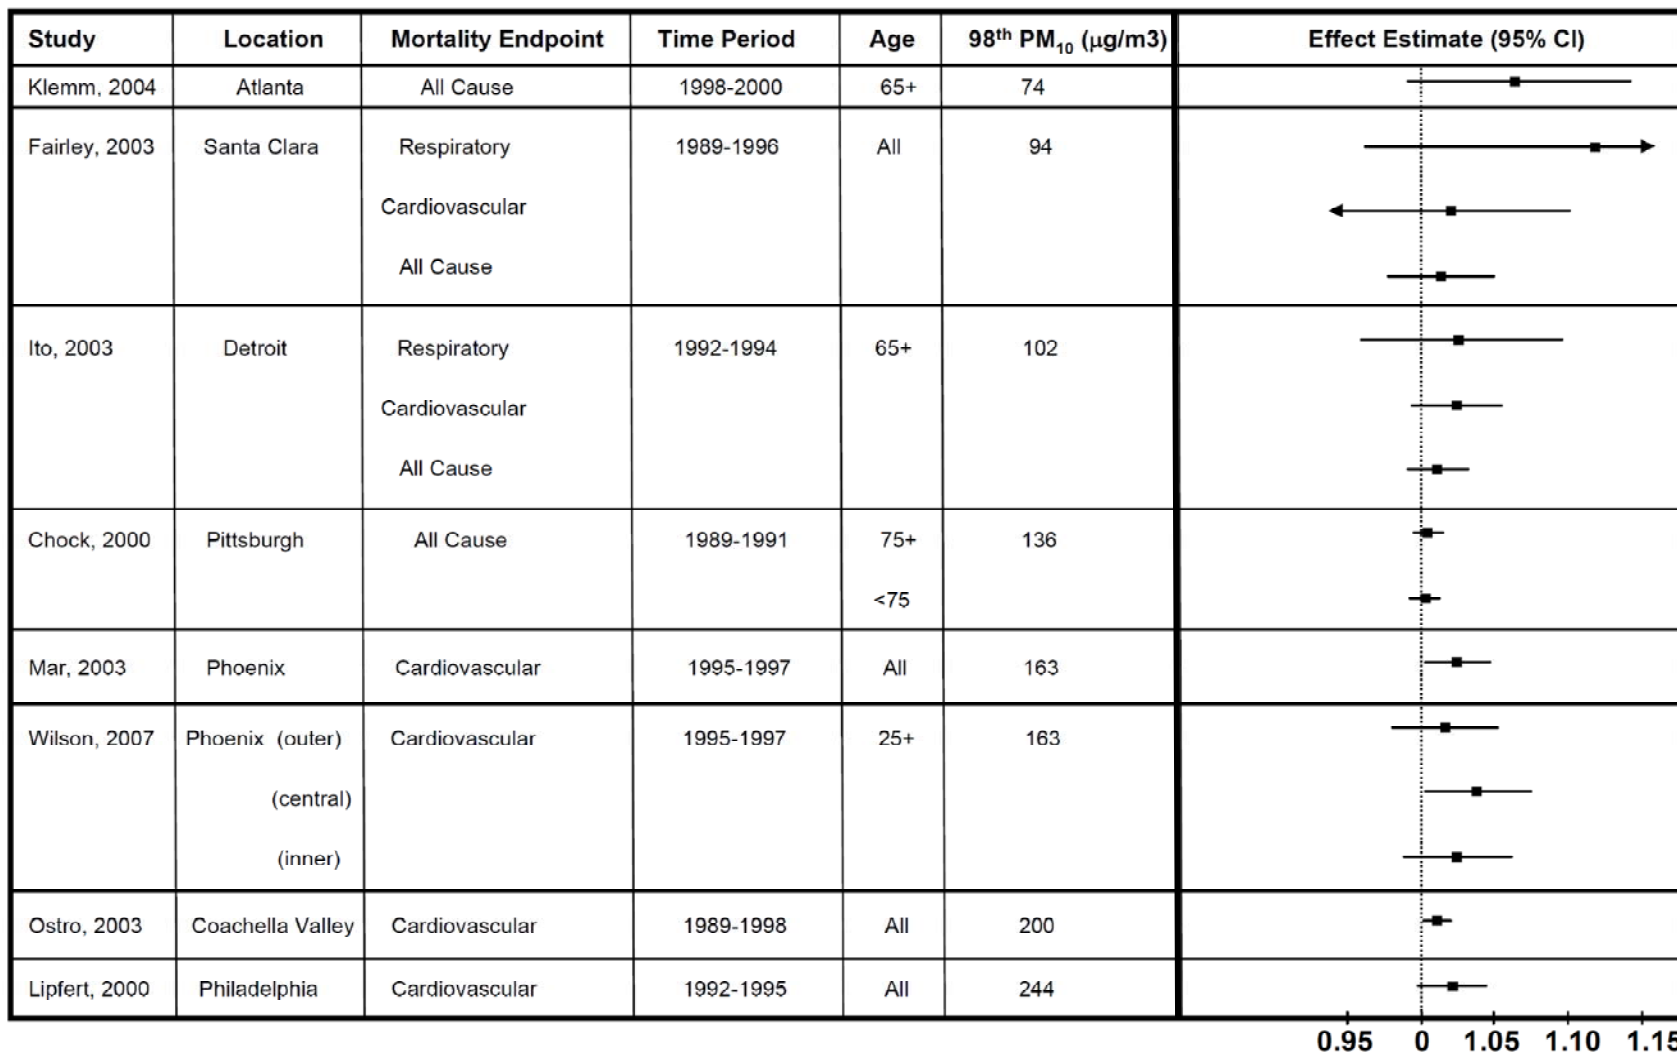 Study Location Mortality Endpoint Time Period Age 98th PM10 (µg/m3) Effect Estimate (95% CI)
Klemm, 2004 Atlanta All Cause 1998-2000 65+ 74
Fairley, 2003 Santa Clara Respiratory 1989-1996 All 94
Cardiovascular
All Cause
Ito, 2003 Detroit Respiratory 1992-1994 65+ 102
Cardiovascular
All Cause
Chock, 2000 Pittsburgh All Cause 1989-1991 75+ 136
<75
Mar, 2003 Phoenix Cardiovascular 1995-1997 All 163
Wilson, 2007 Phoenix (outer) Cardiovascular 1995-1997 25+ 163
(central)
(inner)
Ostro, 2003 Coachella Valley Cardiovascular 1989-1998 All 200
Lipfert, 2000 Philadelphia Cardiovascular 1992-1995 All 244
0.95 0 1.05 1.10 1.15